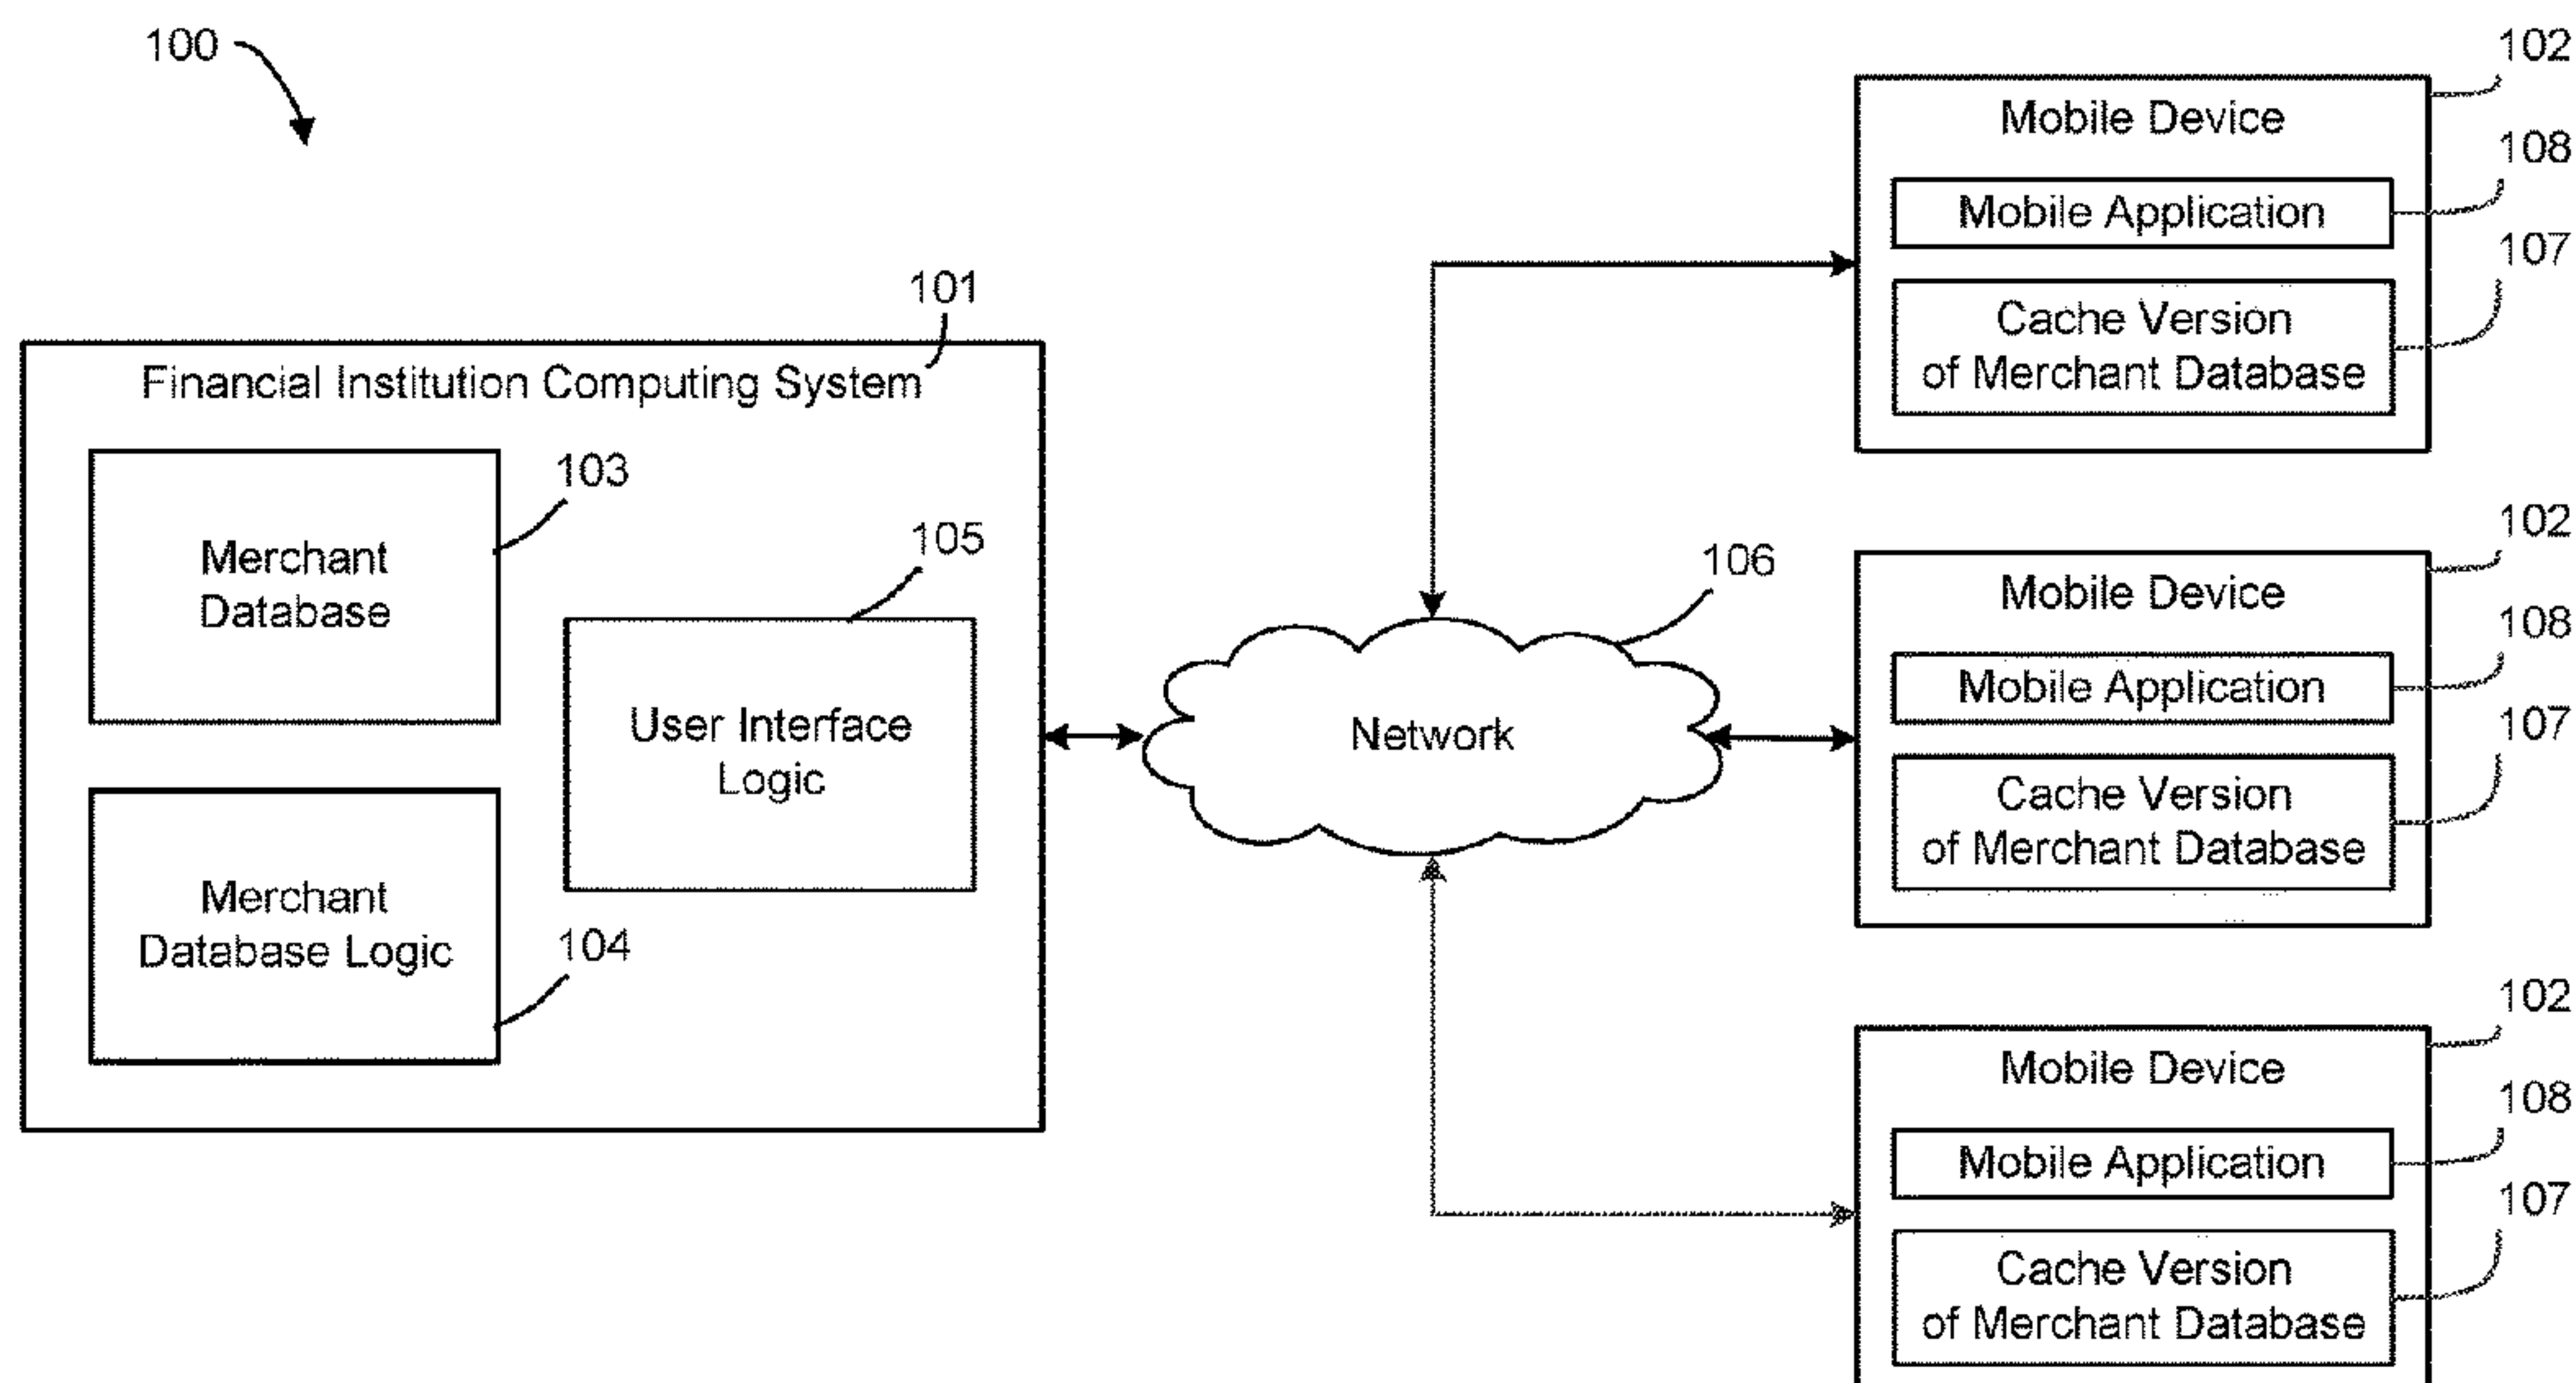 100
101
Financial Institution Computing System
103
Merchant
Database
105
User Interface
Logic
Merchant
Database Logic
104
106
Network
102
Mobile Device
108
Mobile Application
107
Cache Version
of Merchant Database
102
Mobile Device
108
Mobile Application
107
Cache Version
of Merchant Database
102
Mobile Device
108
Mobile Application
107
Cache Version
of Merchant Database